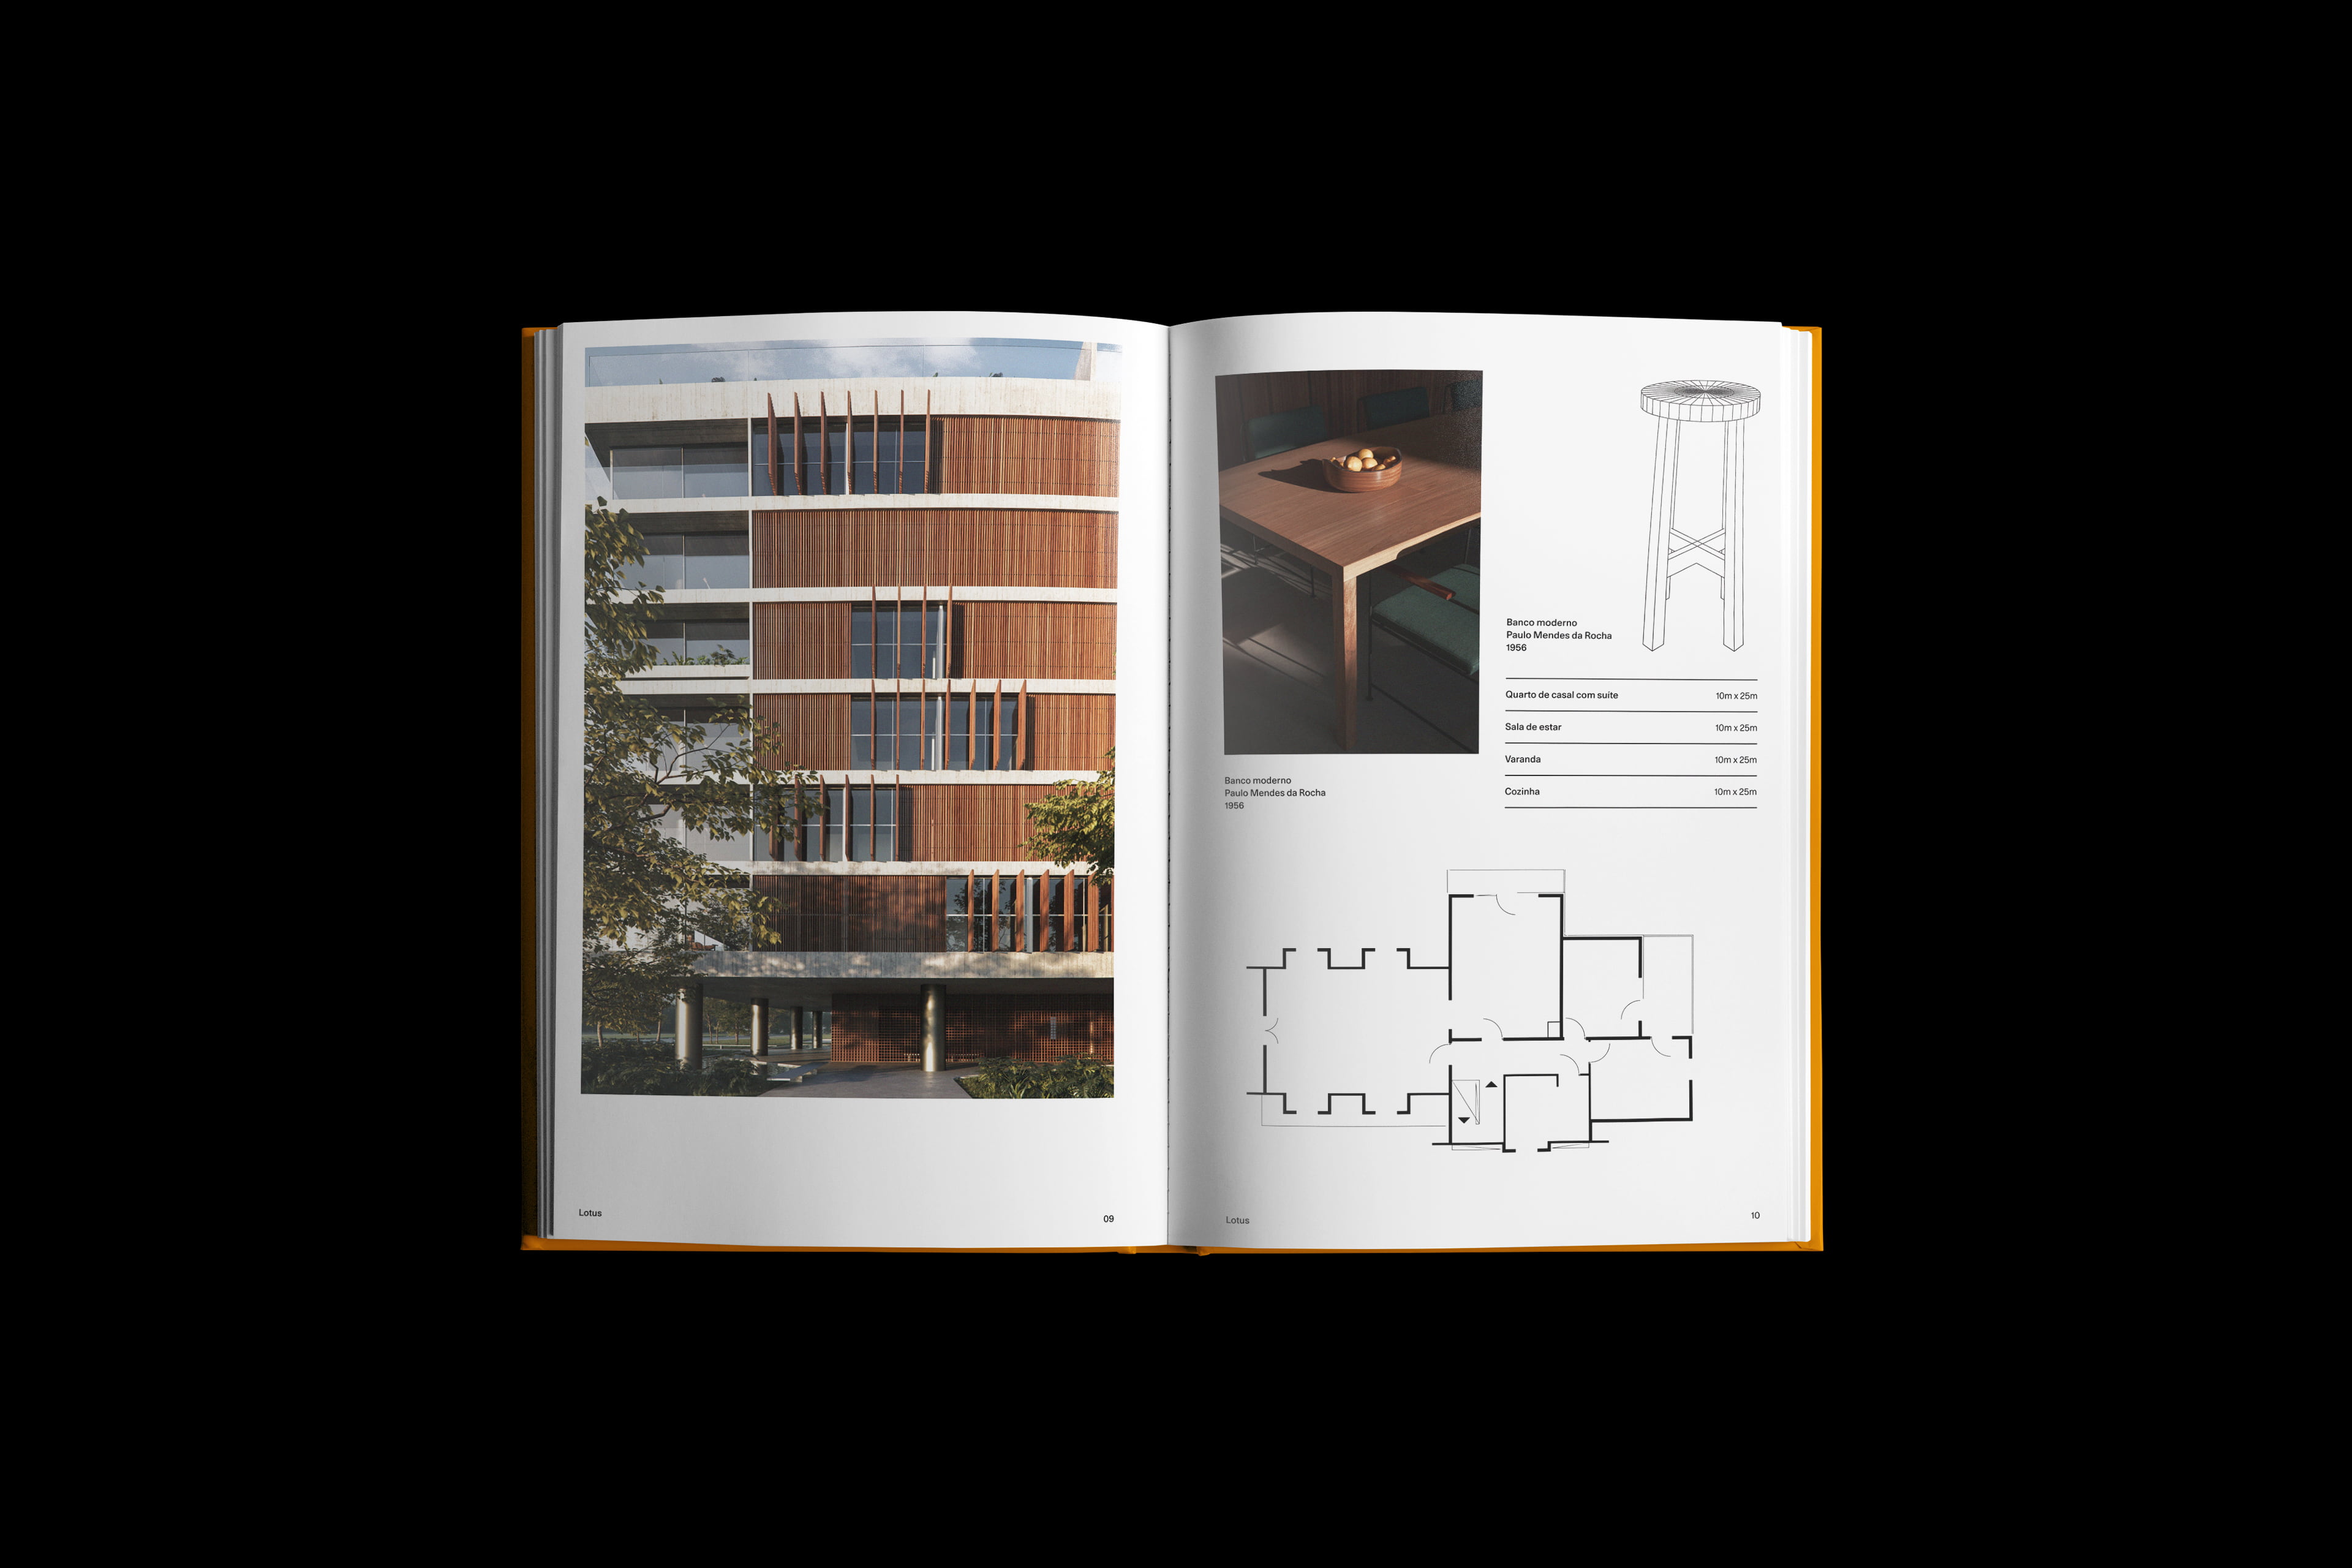 Lotus
09
Banco moderno
Paulo Mendes da Rocha
1956
Banco moderno
Paulo Mendes da Rocha
1956
Quarto de casal com suíte 10m x 25m
Sala de estar 10m x 25m
Varanda 10m x 25m
Cozinha 10m x 25m
Lotus
10